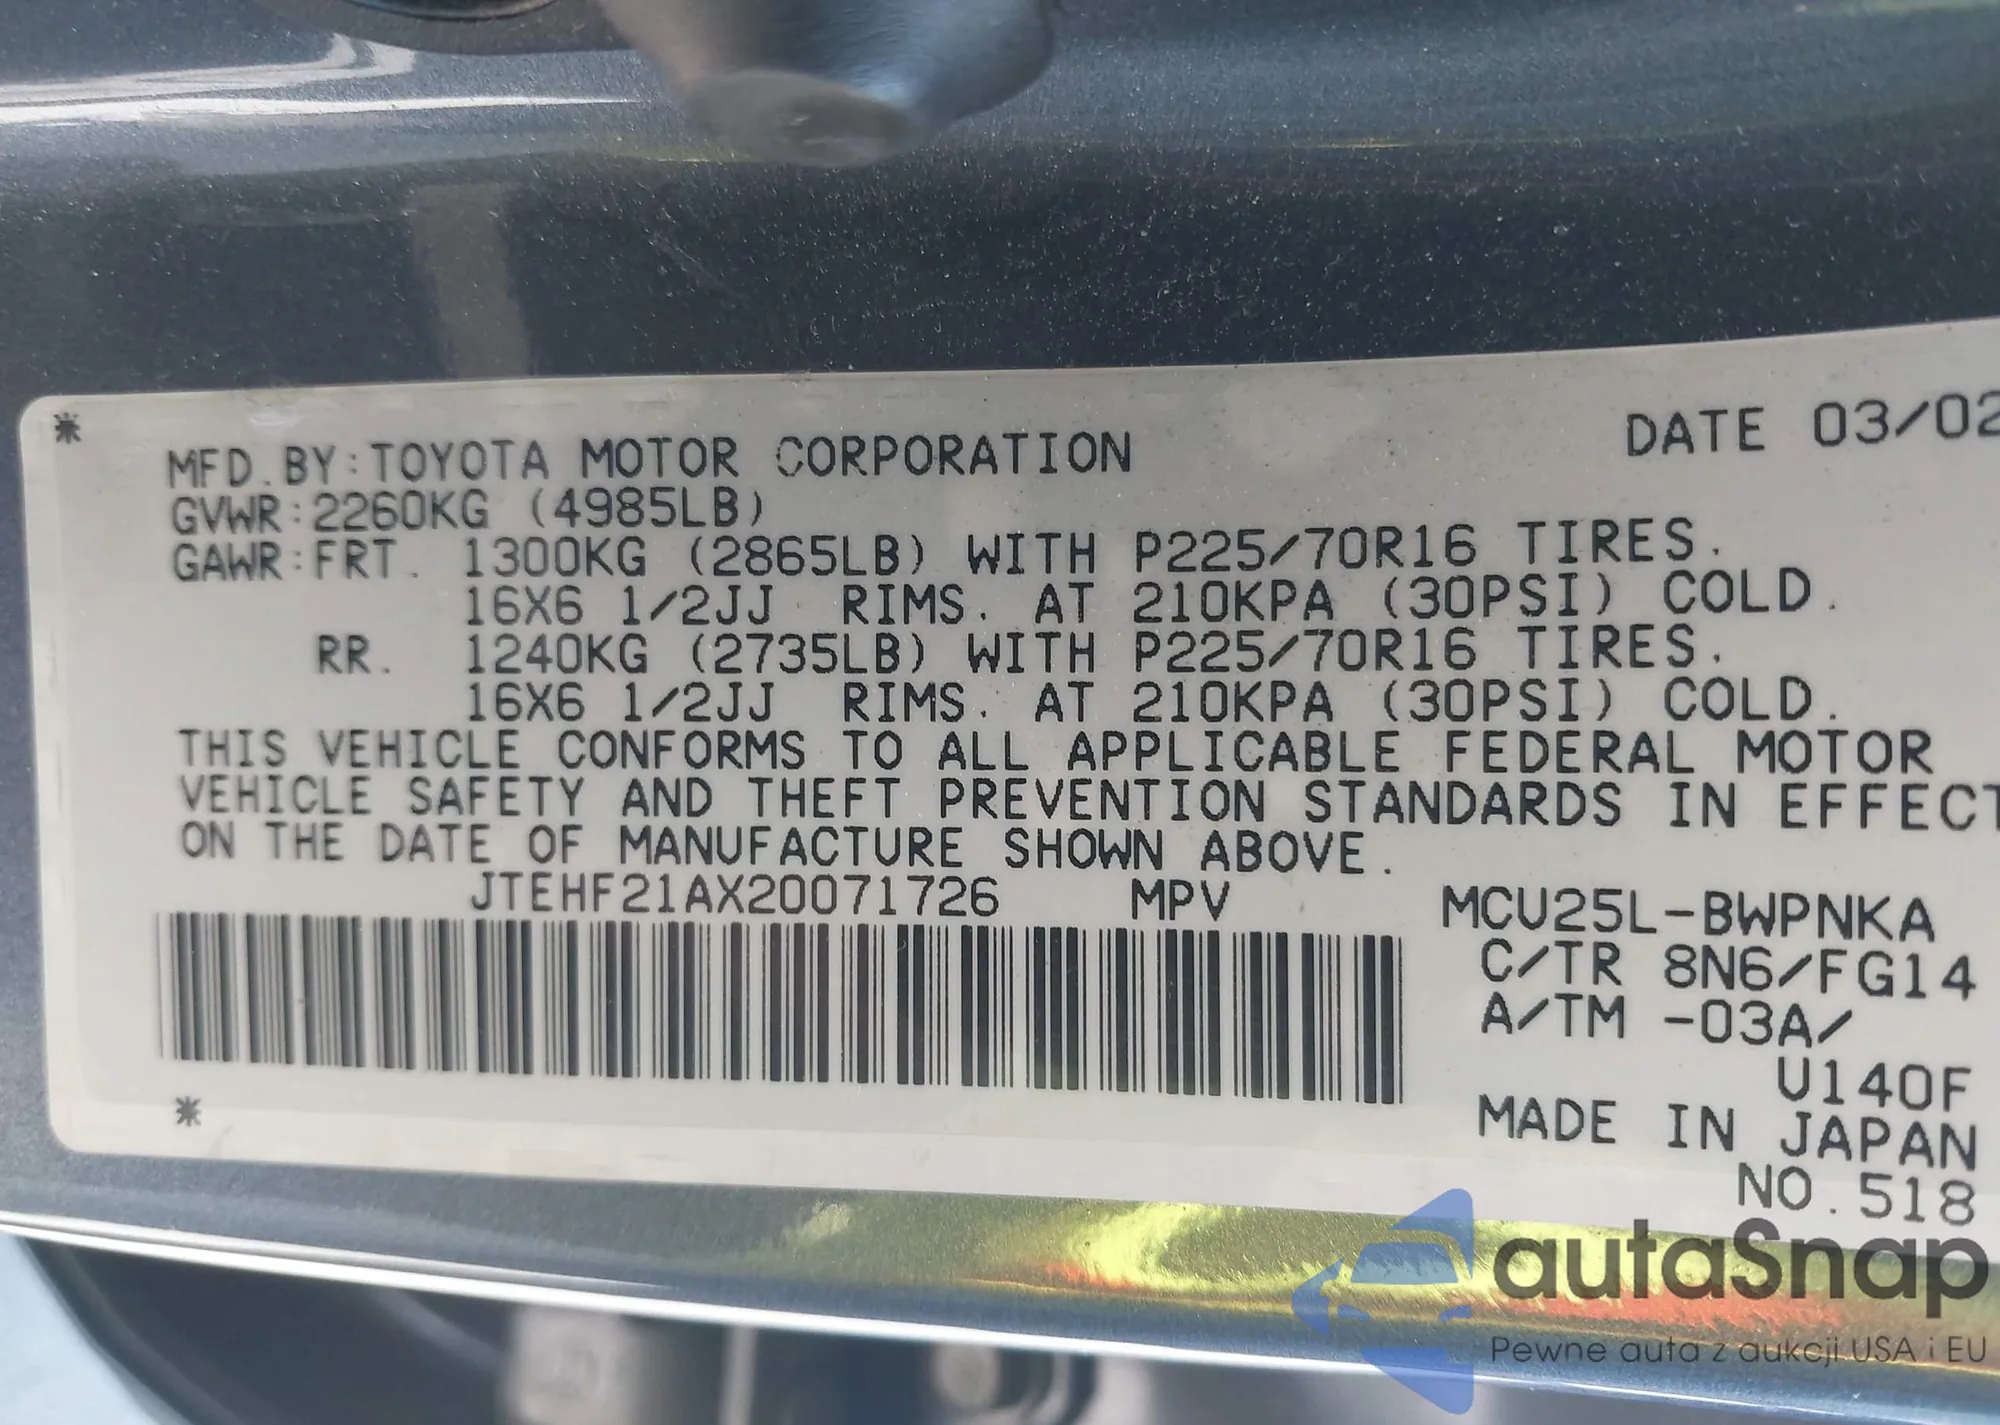 * MFD.BY:TOYOTA MOTOR CORPORATION DATE 03/02
GVWR:2260KG (4985LB)
GAWR:FRT. 1300KG (2865LB) WITH P225/70R16 TIRES.
16X6 1/2JJ RIMS. AT 210KPA (30PSI) COLD.
RR. 1240KG (2735LB) WITH P225/70R16 TIRES.
16X6 1/2JJ RIMS. AT 210KPA (30PSI) COLD.
THIS VEHICLE CONFORMS TO ALL APPLICABLE FEDERAL MOTOR
VEHICLE SAFETY AND THEFT PREVENTION STANDARDS IN EFFECT
ON THE DATE OF MANUFACTURE SHOWN ABOVE.
JTEHF21AX20071726 MPV MCU25L-BWPNKA
C/TR 8N6/FG14
A/TM -03A/
U140F
* MADE IN JAPAN
NO.518
autaSnap
Pewne auta z aukcji USA i EU